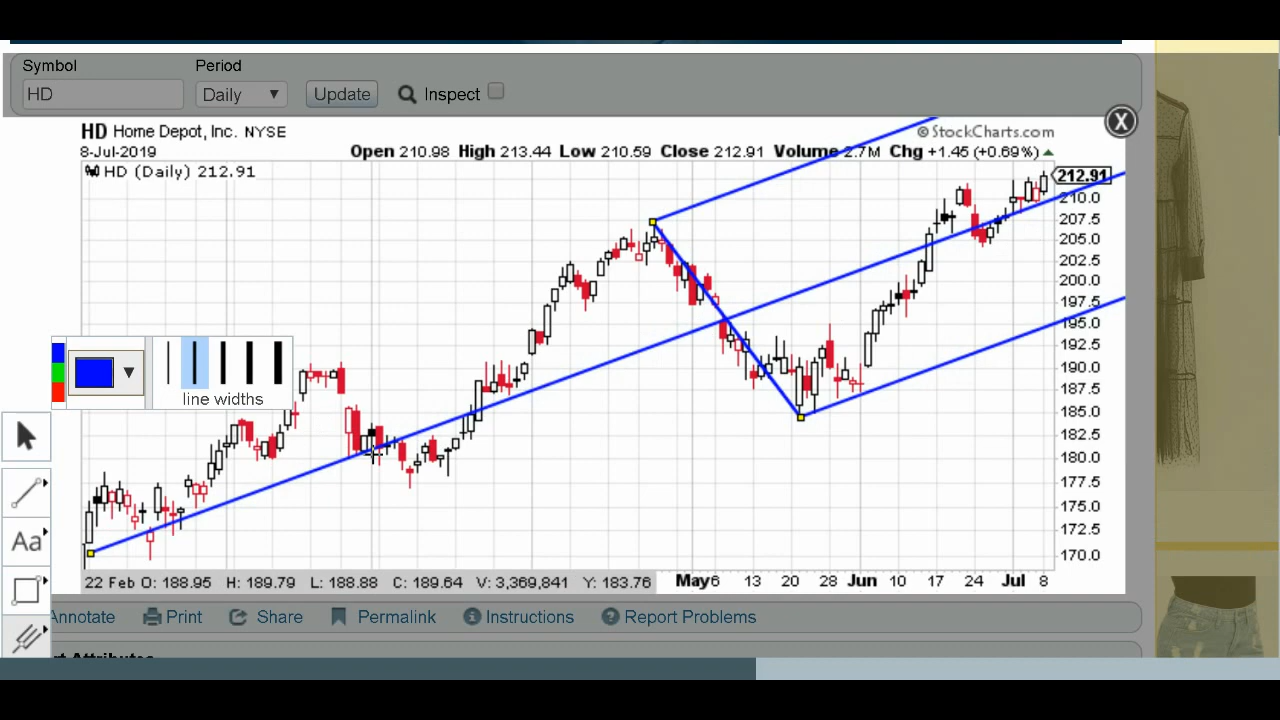 Symbol Period
HD Daily ▼ Update Inspect
X
HD Home Depot, Inc. NYSE © StockCharts.com
8-Jul-2019 Open 210.98 High 213.44 Low 210.59 Close 212.91 Volume 2.7M Chg +1.45 (+0.69%)
HD (Daily) 212.91
212.91
210.0
207.5
205.0
202.5
200.0
197.5
195.0
192.5
190.0
187.5
185.0
182.5
180.0
177.5
175.0
172.5
170.0
line widths
Aa
22 Feb O: 188.95 H: 189.79 L: 188.88 C: 189.64 V: 3,369,841 Y: 183.76 May 6 13 20 28 Jun 10 17 24 Jul 8
Annotate Print Share Permalink Instructions Report Problems